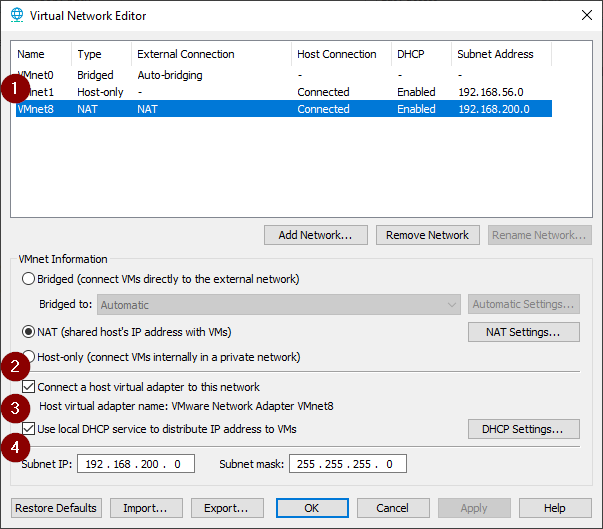 Virtual Network Editor
Name Type External Connection Host Connection DHCP Subnet Address
VMnet0 Bridged Auto-bridging - - -
1
VMnet1 Host-only - Connected Enabled 192.168.56.0
VMnet8 NAT NAT Connected Enabled 192.168.200.0
Add Network... Remove Network Rename Network...
VMnet Information
Bridged (connect VMs directly to the external network)
Bridged to: Automatic Automatic Settings...
NAT (shared host's IP address with VMs) NAT Settings...
Host-only (connect VMs internally in a private network)
2
Connect a host virtual adapter to this network
3 Host virtual adapter name: VMware Network Adapter VMnet8
Use local DHCP service to distribute IP address to VMs DHCP Settings...
4
Subnet IP: 192 . 168 . 200 . 0 Subnet mask: 255 . 255 . 255 . 0
Restore Defaults Import... Export... OK Cancel Apply Help